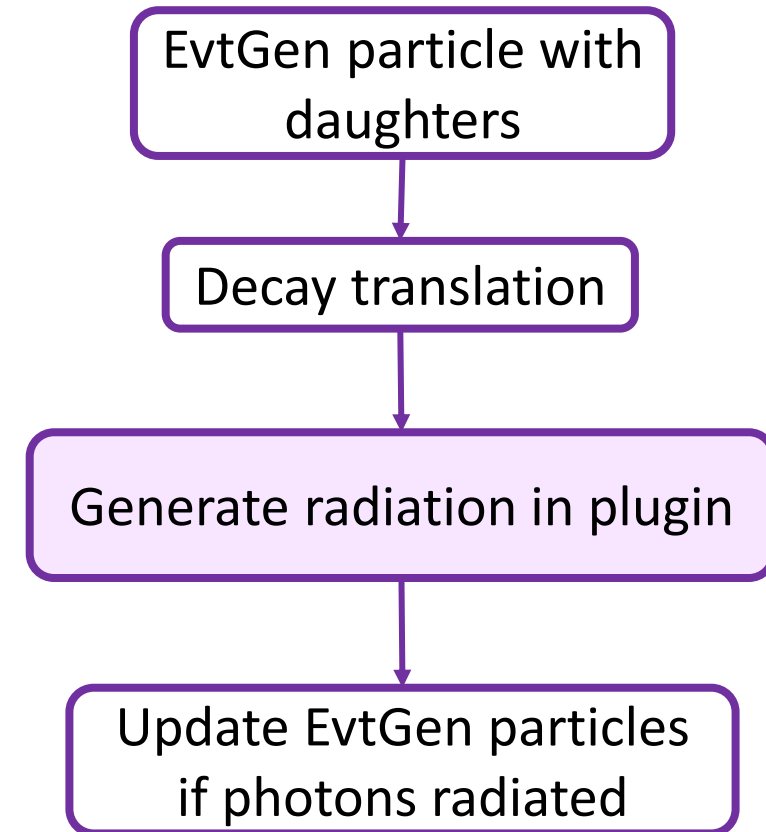 EvtGen particle with
daughters
Decay translation
Generate radiation in plugin
Update EvtGen particles
if photons radiated